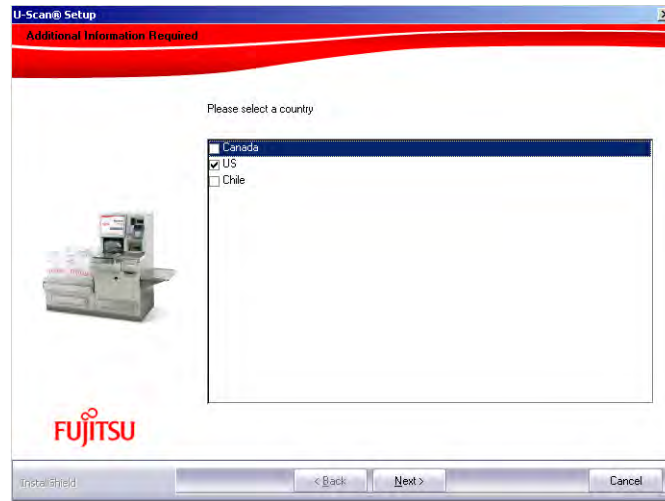 U-Scan® Setup
Additional Information Required
Please select a country
Canada
US
Chile
FUJITSU
InstallShield
< Back
Next >
Cancel